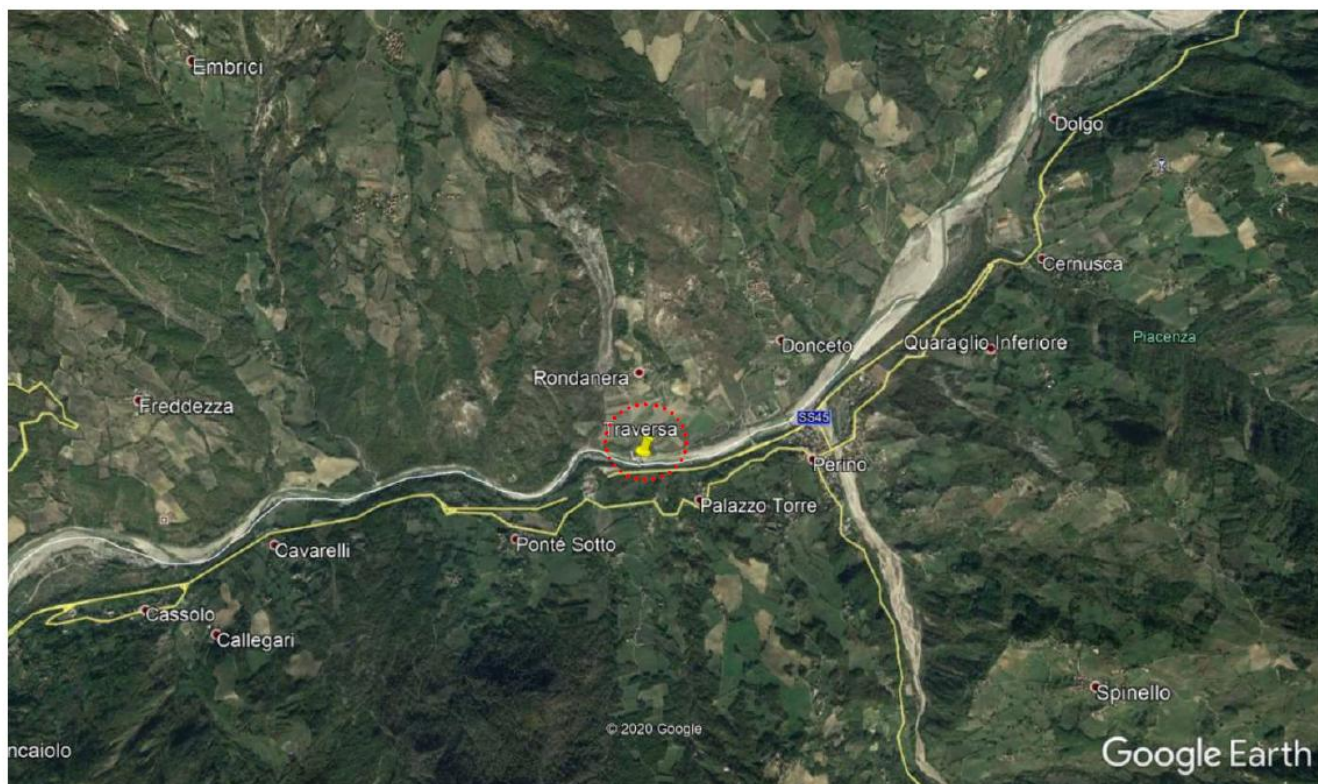 Embrici
Dolgo
Cernusca
Piacenza
Donceto
Quaraglio Inferiore
Rondanera
Freddezza
SS45
Traversa
Perino
Palazzo Torre
Ponté Sotto
Cavarelli
Cassolo
Callegari
Spinello
© 2020 Google
ncaiolo
Google Earth